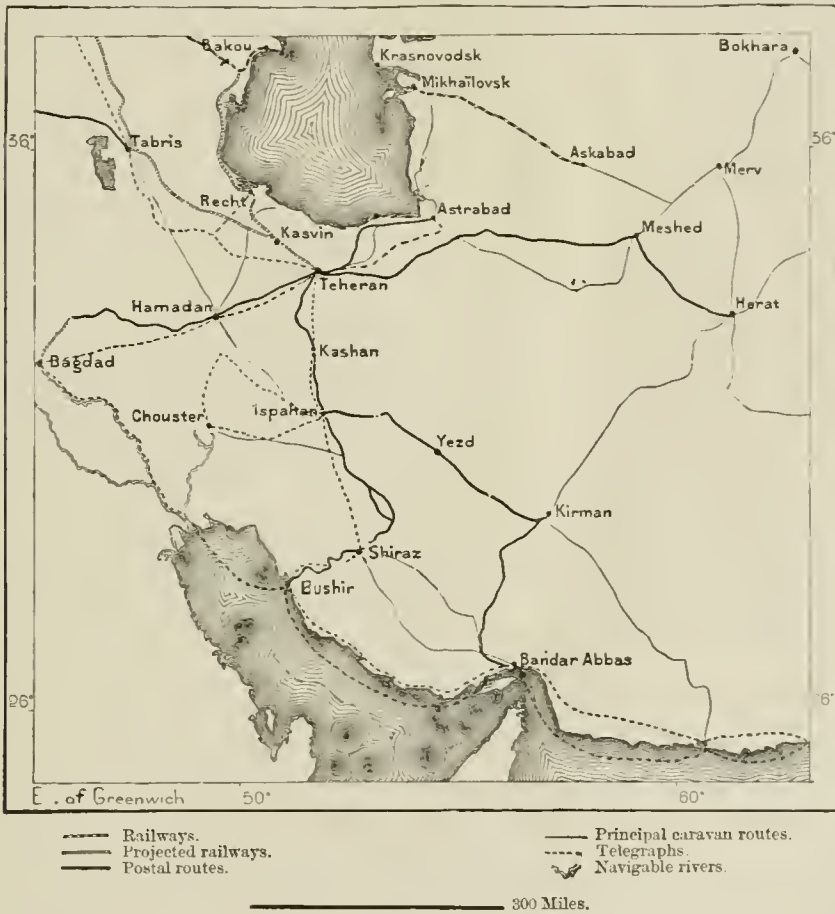 Bakou
Krasnovodsk
Bokhara
Mikhaïlovsk
36°
36°
Tabris
Askabad
Merv
Recht
Astrabad
Kasvin
Meshed
Teheran
Hamadan
Herat
Kashan
Bagdad
Chouster
Ispahan
Yezd
Kirman
Shiraz
Bushir
Bandar Abbas
26°
6°
E. of Greenwich
50°
60°
Railways.
Projected railways.
Postal routes.
Principal caravan routes.
Telegraphs.
Navigable rivers.
300 Miles.